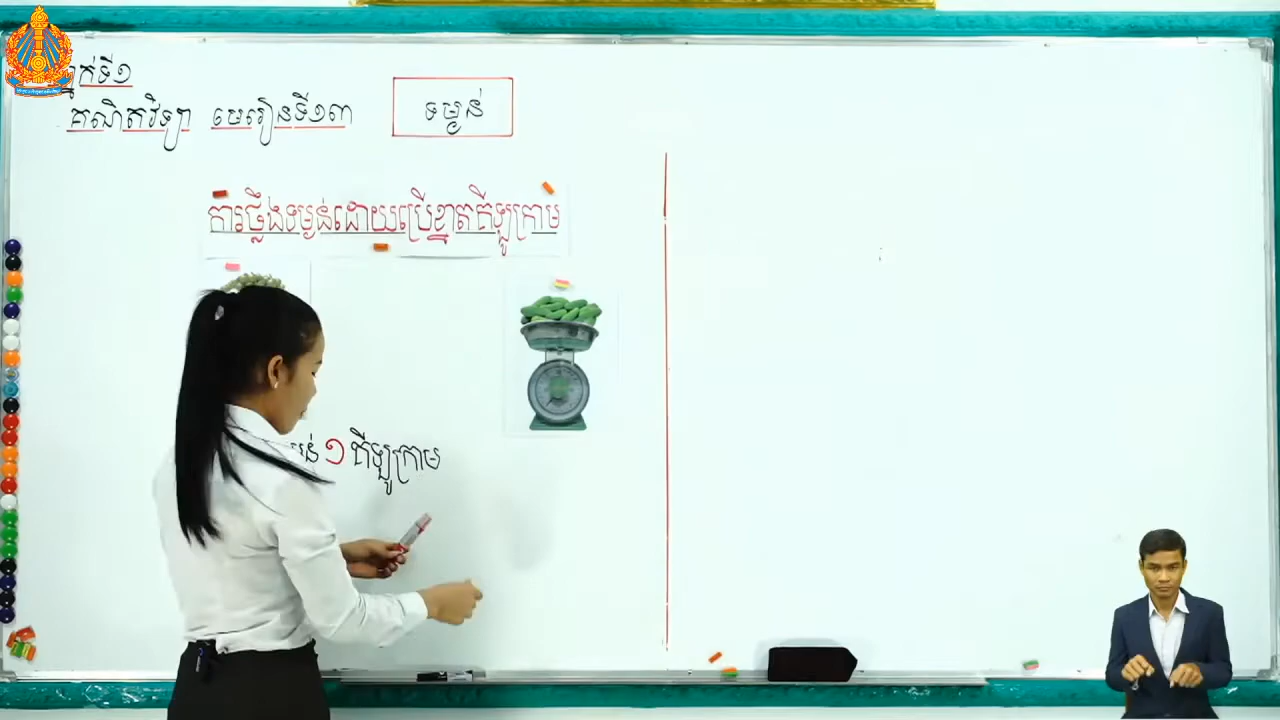 ថ្នាក់ទី១
គណិតវិទ្យា មេរៀនទី១៣
ទម្ងន់
ការថ្លឹងទម្ងន់ដោយប្រើខ្នាតគីឡូក្រាម
១ គីឡូក្រាម